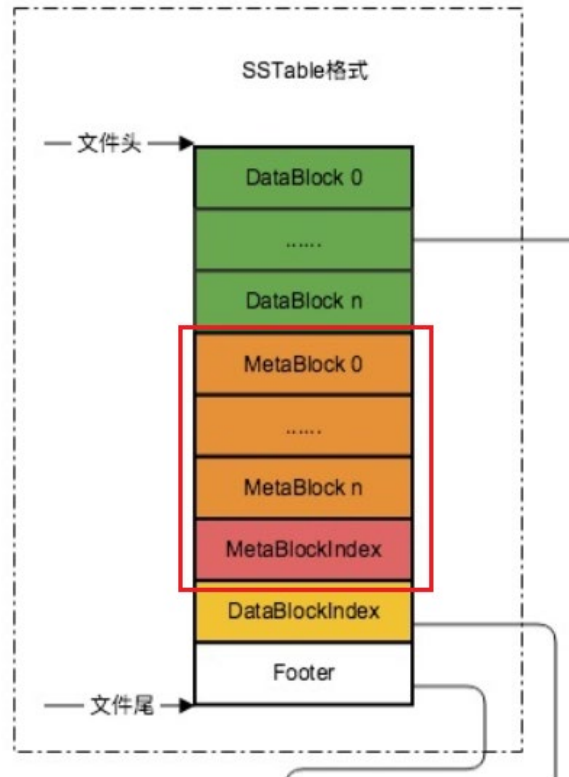 SSTable格式
文件头
DataBlock 0
......
DataBlock n
MetaBlock 0
......
MetaBlock n
MetaBlockIndex
DataBlockIndex
Footer
文件尾